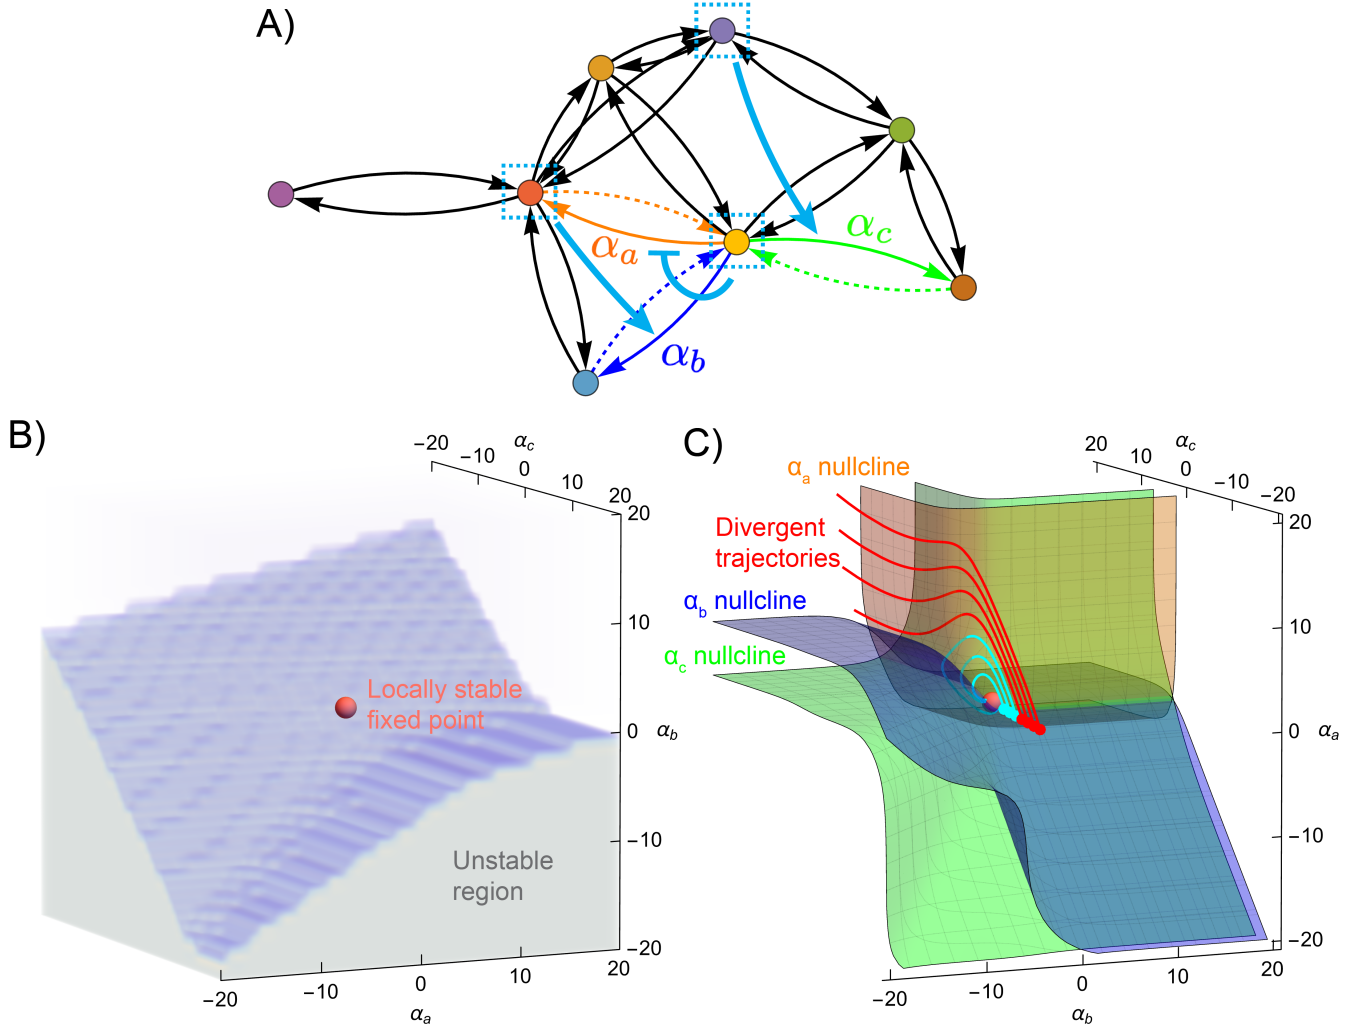 A)
αa
αc
αb
B)
−20
−10
αc
0
10
20
20
10
0
αb
−10
−20
Locally stable
fixed point
Unstable
region
−20
−10
0
10
20
αa
C)
αa nullcline
Divergent
trajectories
αb nullcline
αc nullcline
20
10
αc
0
−10
−20
20
10
0
αa
−10
−20
−20
−10
0
10
20
αb